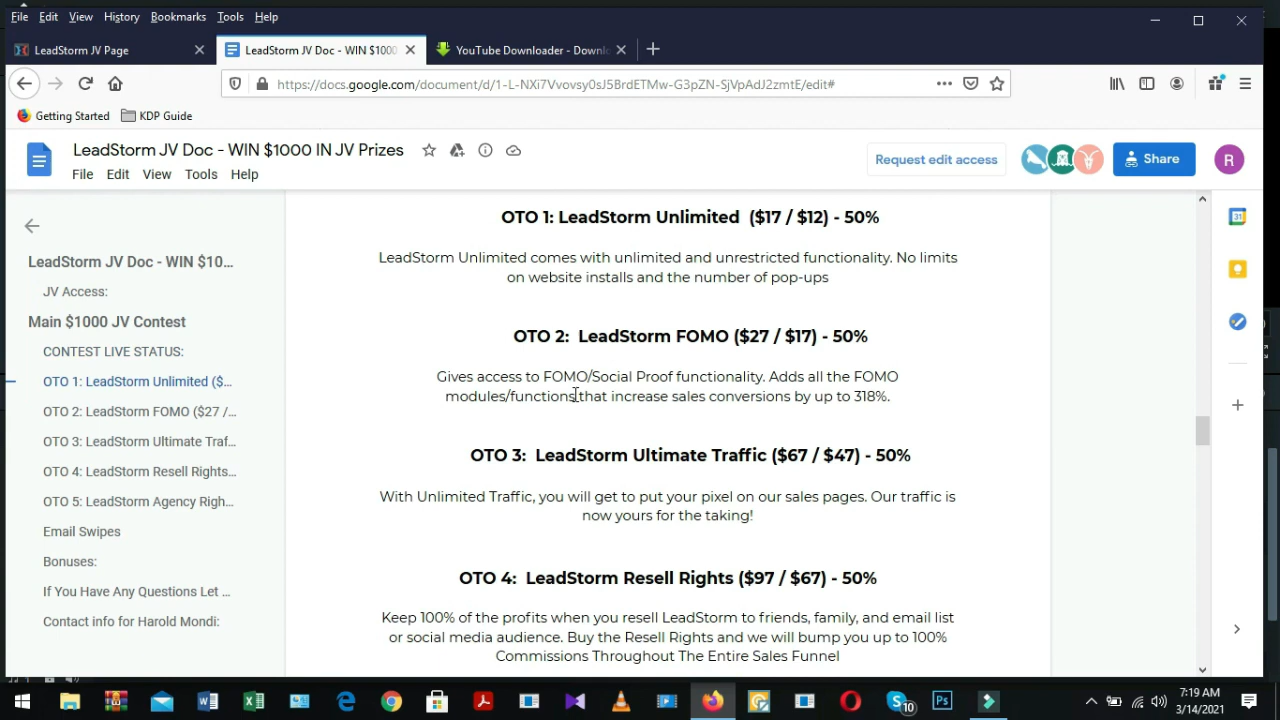 File Edit View History Bookmarks Tools Help
LeadStorm JV Page
LeadStorm JV Doc - WIN $1000
YouTube Downloader - Downl
https://docs.google.com/document/d/1-L-NXi7Vvovsy0sJ5BrdETMw-G3pZN-SjVpAdJ2zmtE/edit#
Getting Started KDP Guide
LeadStorm JV Doc - WIN $1000 IN JV Prizes
File Edit View Tools Help
Request edit access
Share
R
LeadStorm JV Doc - WIN $10...
JV Access:
Main $1000 JV Contest
CONTEST LIVE STATUS:
OTO 1: LeadStorm Unlimited ($...
OTO 2: LeadStorm FOMO ($27 /...
OTO 3: LeadStorm Ultimate Traf...
OTO 4: LeadStorm Resell Rights...
OTO 5: LeadStorm Agency Righ...
Email Swipes
Bonuses:
If You Have Any Questions Let ...
Contact info for Harold Mondi:
OTO 1: LeadStorm Unlimited ($17 / $12) - 50%
LeadStorm Unlimited comes with unlimited and unrestricted functionality. No limits
on website installs and the number of pop-ups
OTO 2: LeadStorm FOMO ($27 / $17) - 50%
Gives access to FOMO/Social Proof functionality. Adds all the FOMO
modules/functions that increase sales conversions by up to 318%.
OTO 3: LeadStorm Ultimate Traffic ($67 / $47) - 50%
With Unlimited Traffic, you will get to put your pixel on our sales pages. Our traffic is
now yours for the taking!
OTO 4: LeadStorm Resell Rights ($97 / $67) - 50%
Keep 100% of the profits when you resell LeadStorm to friends, family, and email list
or social media audience. Buy the Resell Rights and we will bump you up to 100%
Commissions Throughout The Entire Sales Funnel
31
10
Ps
7:19 AM
3/14/2021